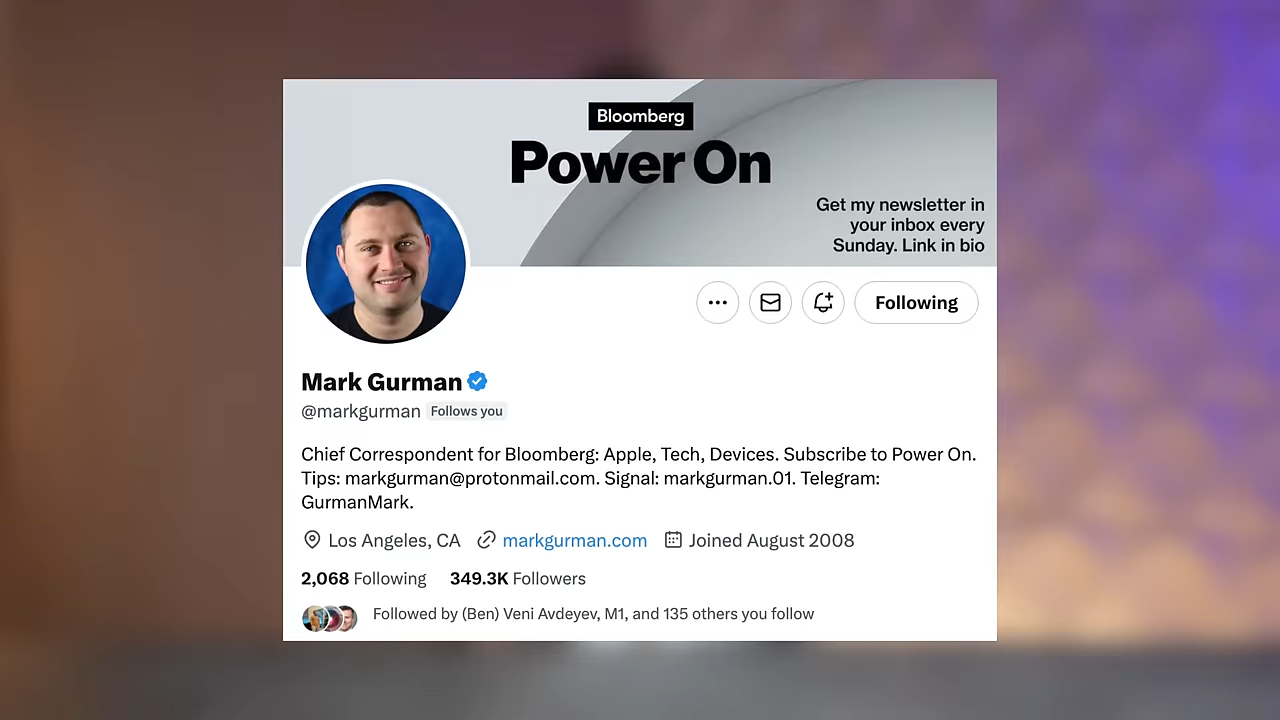 Bloomberg
Power On
Get my newsletter in
your inbox every
Sunday. Link in bio
Following
Mark Gurman
@markgurman Follows you
Chief Correspondent for Bloomberg: Apple, Tech, Devices. Subscribe to Power On.
Tips: markgurman@protonmail.com. Signal: markgurman.01. Telegram:
GurmanMark.
Los Angeles, CA markgurman.com Joined August 2008
2,068 Following 349.3K Followers
Followed by (Ben) Veni Avdeyev, M1, and 135 others you follow